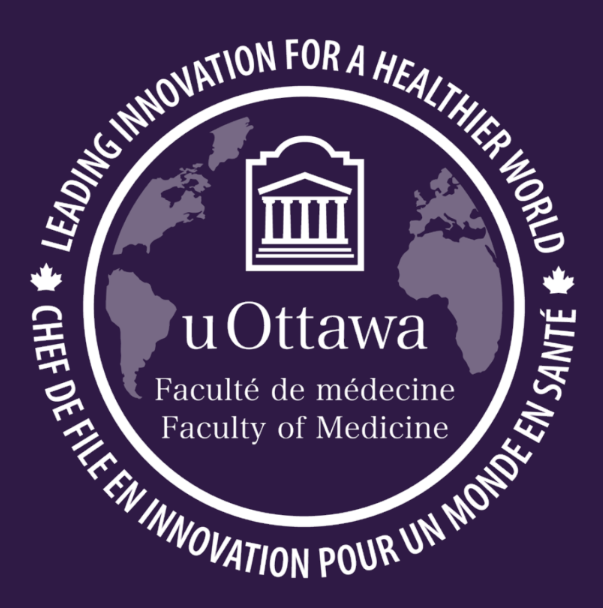 LEADING INNOVATION FOR A HEALTHIER WORLD
uOttawa
Faculté de médecine
Faculty of Medicine
CHEF DE FILE EN INNOVATION POUR UN MONDE EN SANTÉ